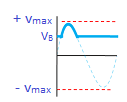 + vmax
VB
- vmax